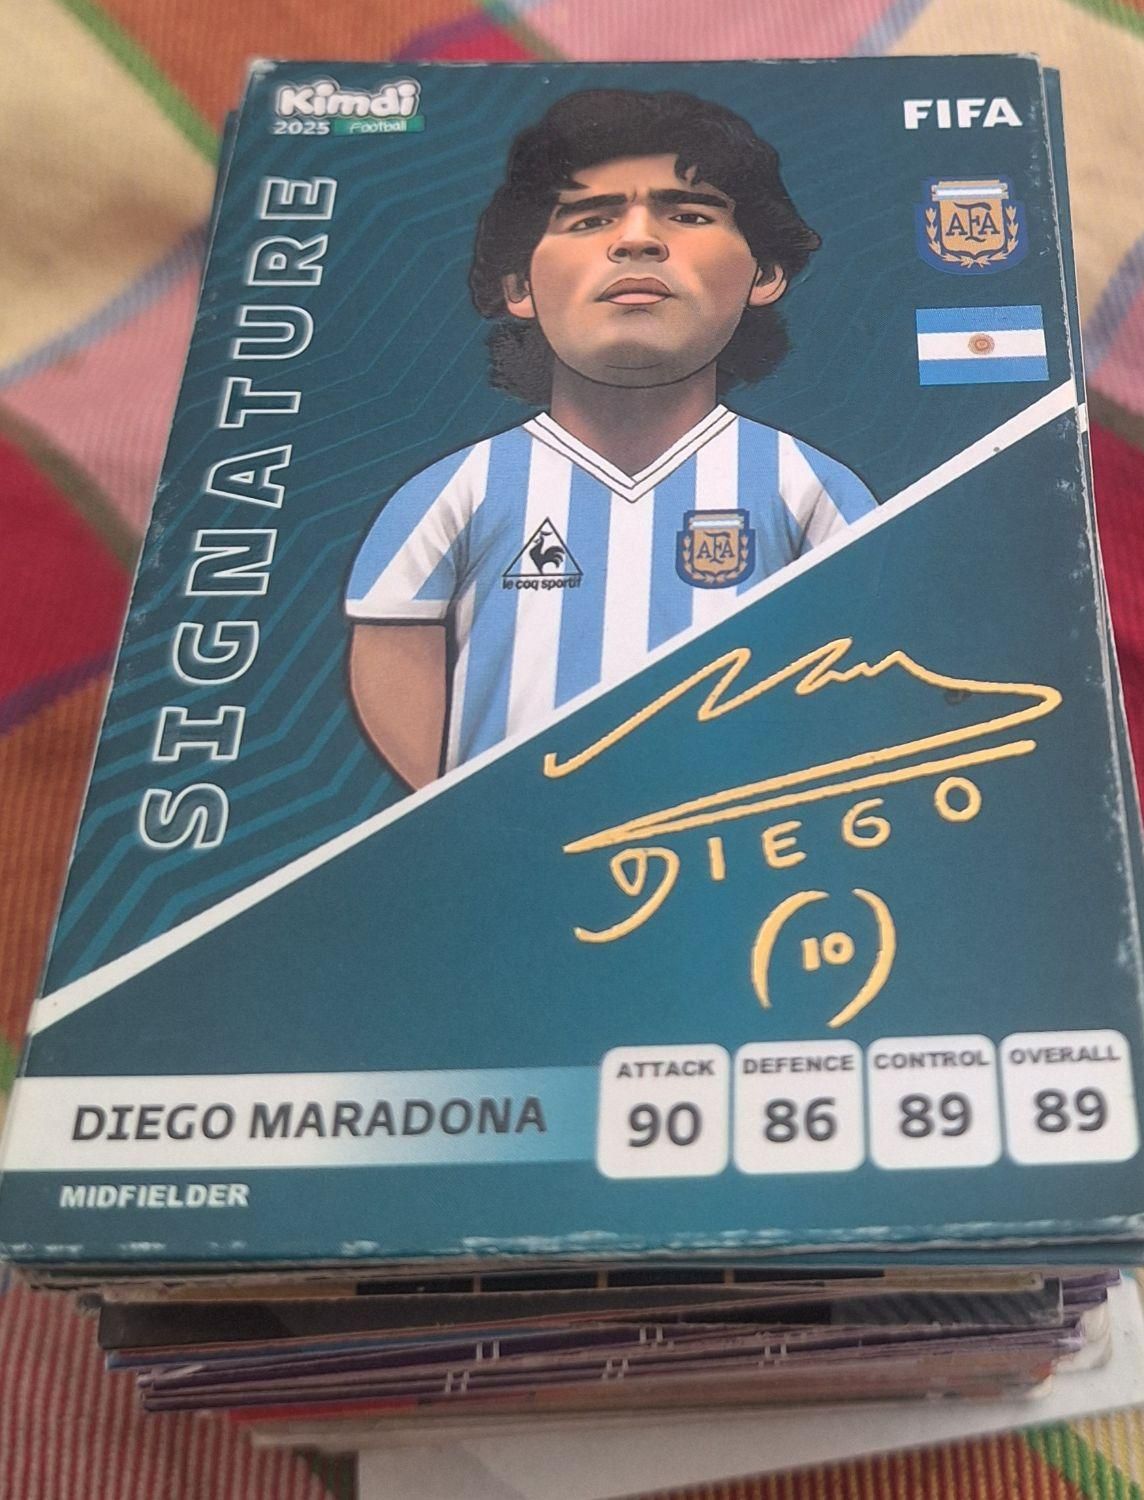 Kimdi
2025 Football
FIFA
SIGNATURE
AFA
le coq sportif
AFA
DIEGO
(10)
ATTACK DEFENCE CONTROL OVERALL
90 86 89 89
DIEGO MARADONA
MIDFIELDER